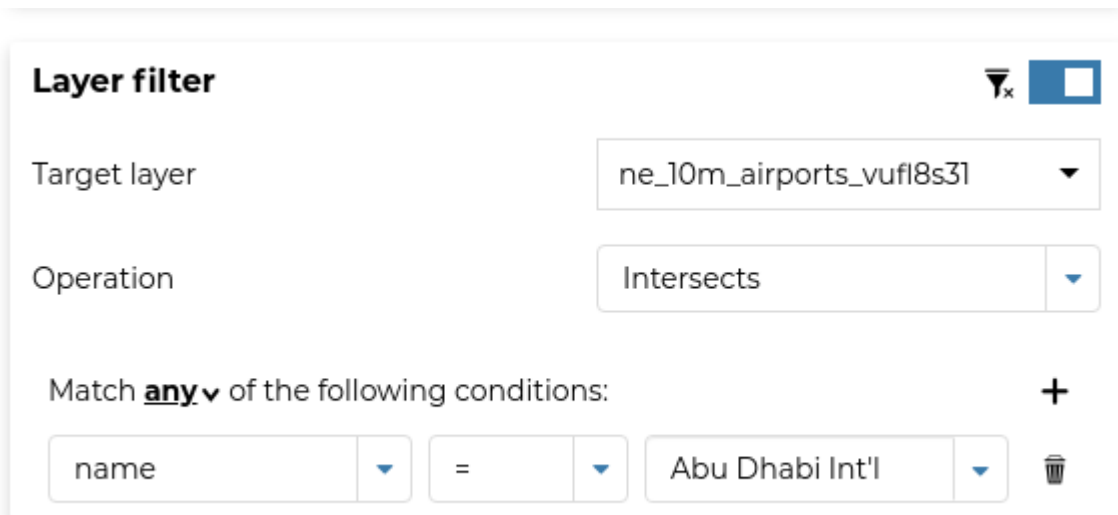 Layer filter
Target layer ne_10m_airports_vufl8s31
Operation Intersects
Match any of the following conditions:
name = Abu Dhabi Int'l